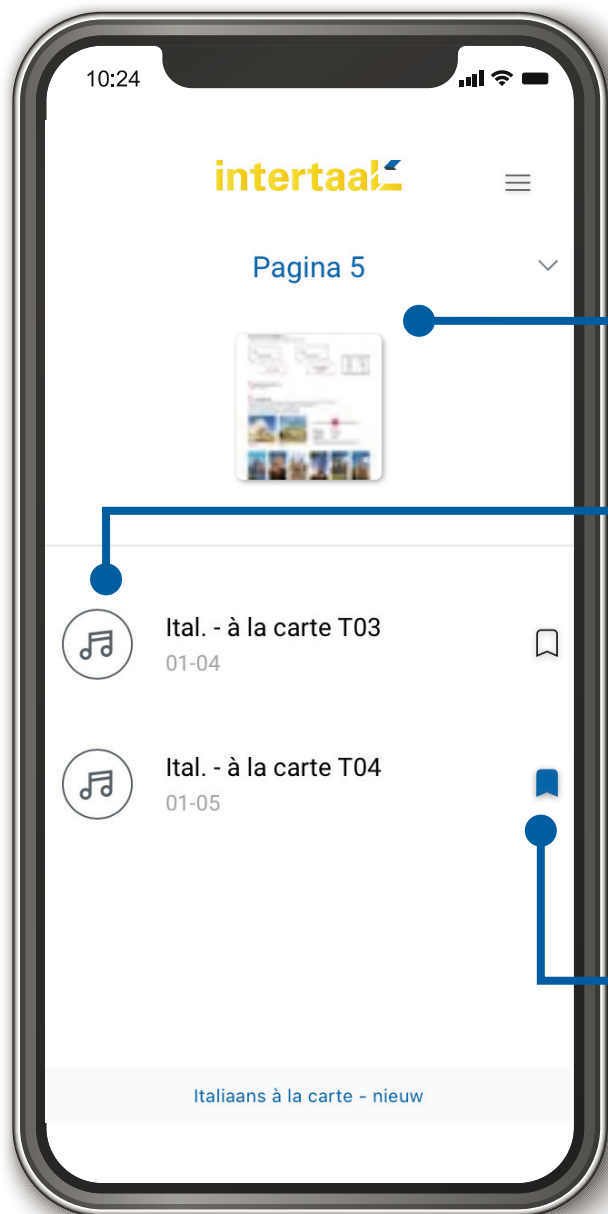 10:24
intertaal
Pagina 5
Ital. - à la carte T03
01-04
Ital. - à la carte T04
01-05
Italiaans à la carte - nieuw